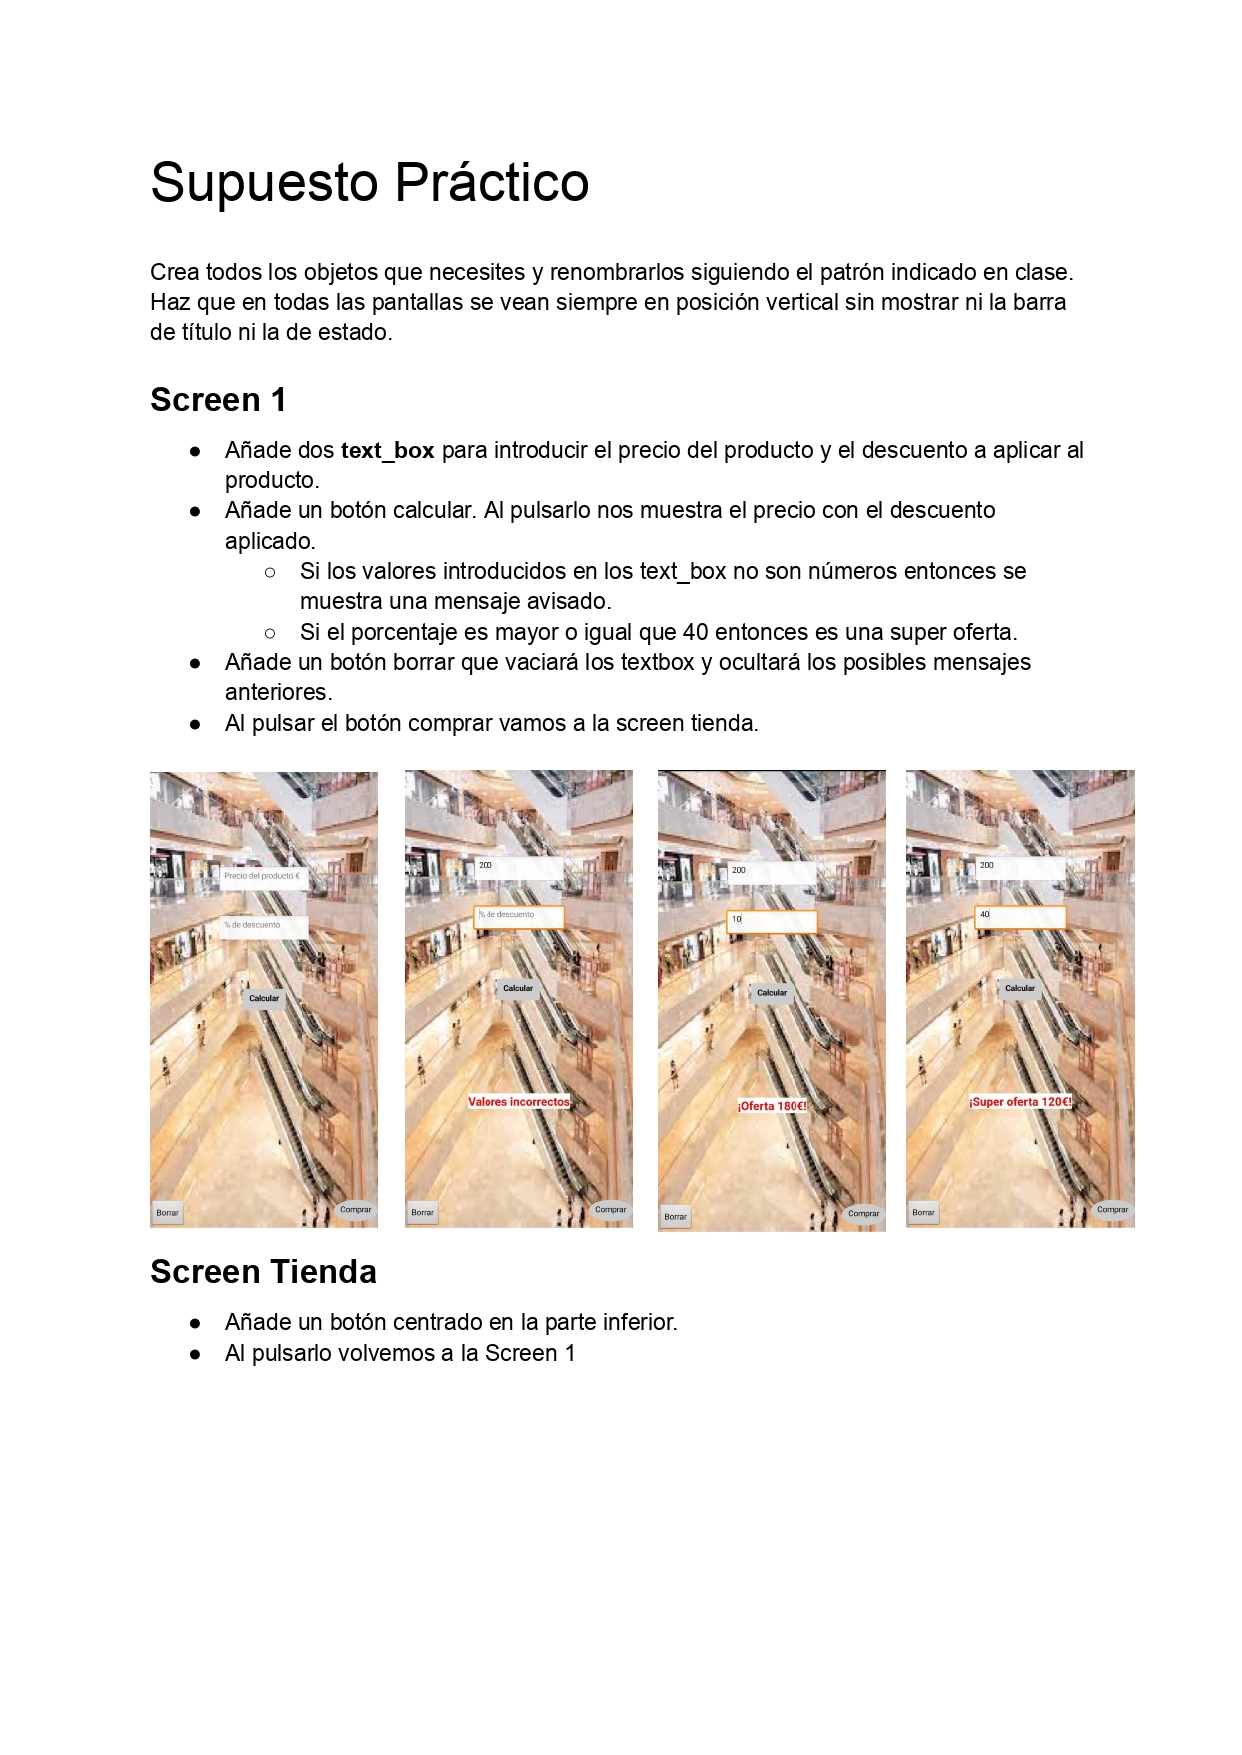 Supuesto Práctico
Crea todos los objetos que necesites y renombrarlos siguiendo el patrón indicado en clase.
Haz que en todas las pantallas se vean siempre en posición vertical sin mostrar ni la barra
de título ni la de estado.
Screen 1
● Añade dos text_box para introducir el precio del producto y el descuento a aplicar al
producto.
● Añade un botón calcular. Al pulsarlo nos muestra el precio con el descuento
aplicado.
○ Si los valores introducidos en los text_box no son números entonces se
muestra una mensaje avisado.
○ Si el porcentaje es mayor o igual que 40 entonces es una super oferta.
● Añade un botón borrar que vaciará los textbox y ocultará los posibles mensajes
anteriores.
● Al pulsar el botón comprar vamos a la screen tienda.
Precio del producto €
% de descuento
Calcular
Borrar
Comprar
200
% de descuento
Calcular
Valores incorrectos
Borrar
Comprar
200
10
Calcular
¡Oferta 180€!
Borrar
Comprar
200
40
Calcular
¡Super oferta 120€!
Borrar
Comprar
Screen Tienda
● Añade un botón centrado en la parte inferior.
● Al pulsarlo volvemos a la Screen 1